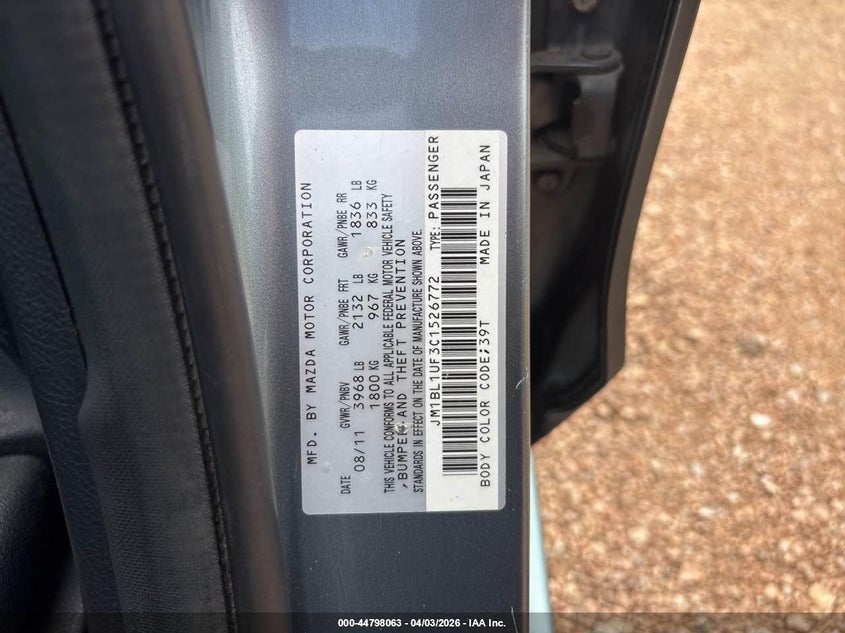 MFD. BY MAZDA MOTOR CORPORATION
DATE GVWR/PNBV GAWR/PNBE FRT GAWR/PNBE RR
08/11 3968 LB 2132 LB 1836 LB
1800 KG 967 KG 833 KG
THIS VEHICLE CONFORMS TO ALL APPLICABLE FEDERAL MOTOR VEHICLE SAFETY
,BUMPER,AND THEFT PREVENTION
STANDARDS IN EFFECT ON THE DATE OF MANUFACTURE SHOWN ABOVE.
JM1BL1UF3C1526772 TYPE: PASSENGER
BODY COLOR CODE;39T MADE IN JAPAN
000-44798063 - 04/03/2026 - IAA Inc.